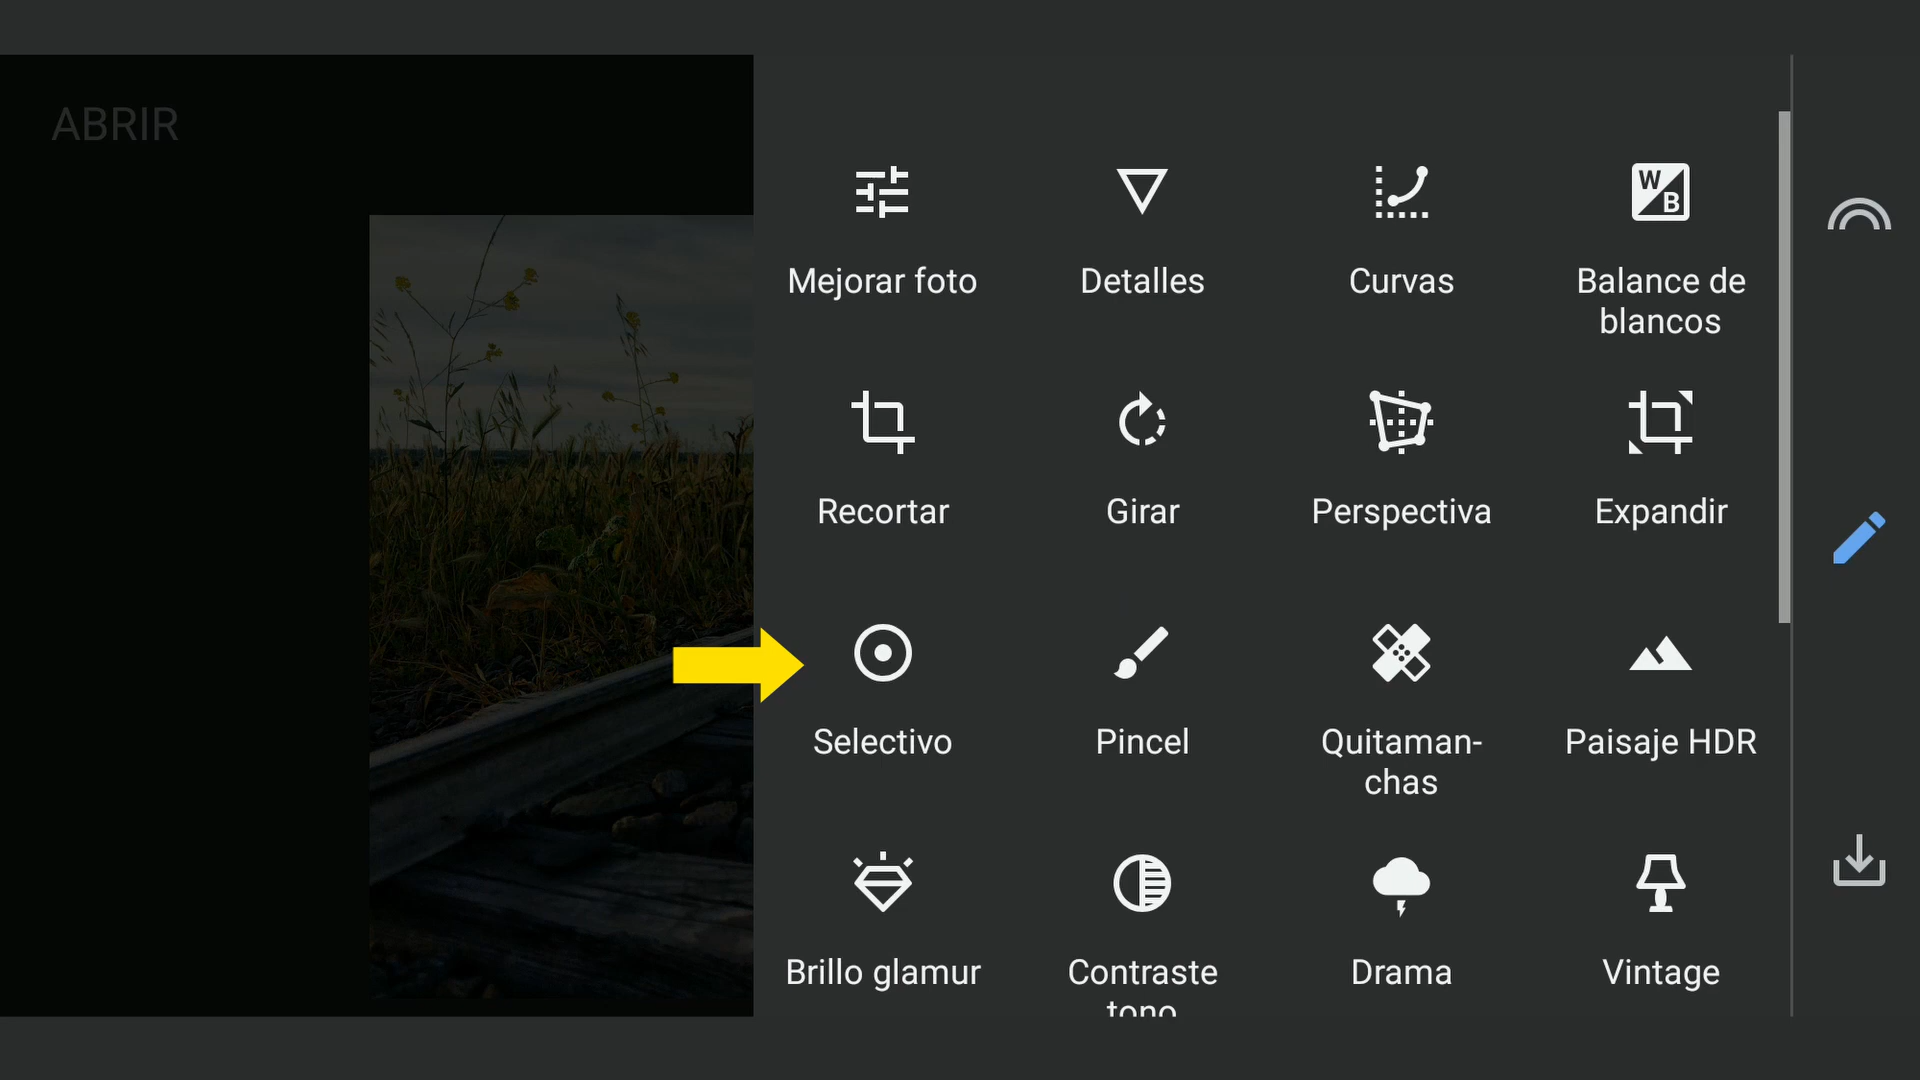 ABRIR
Mejorar foto
Detalles
Curvas
W
B
Balance de
blancos
Recortar
Girar
Perspectiva
Expandir
Selectivo
Pincel
Quitaman-
chas
Paisaje HDR
Brillo glamur
Contraste
tono
Drama
Vintage